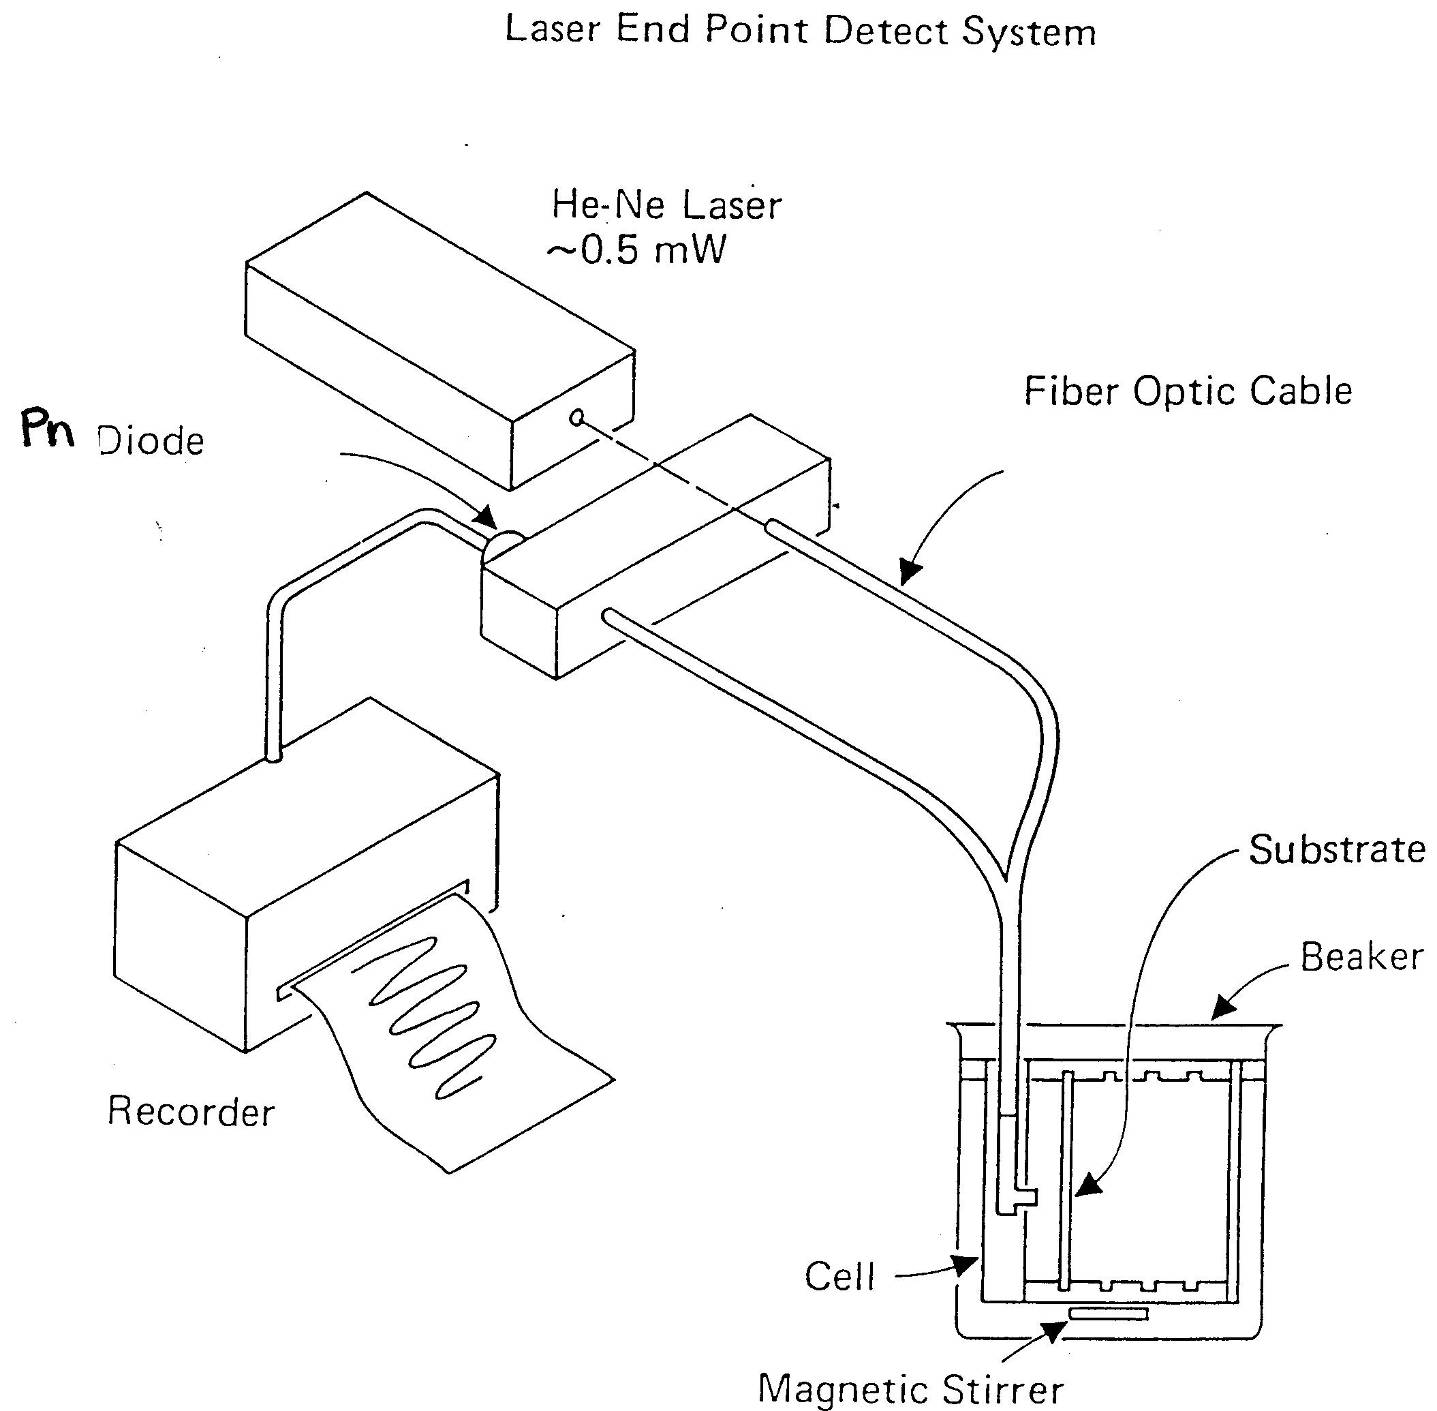 Laser End Point Detect System
He-Ne Laser
~0.5 mW
Fiber Optic Cable
Pn Diode
Substrate
Beaker
Recorder
Cell
Magnetic Stirrer